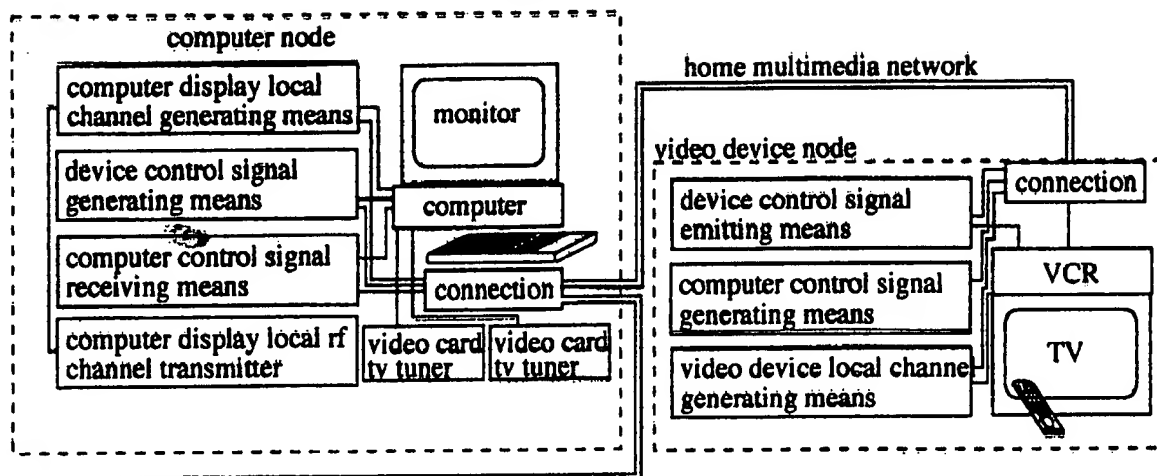 computer node
computer display local
channel generating means
monitor
device control signal
generating means
computer
computer control signal
receiving means
connection
computer display local rf
channel transmitter
video card
tv tuner
video card
tv tuner
home multimedia network
video device node
connection
device control signal
emitting means
VCR
computer control signal
generating means
TV
video device local channel
generating means